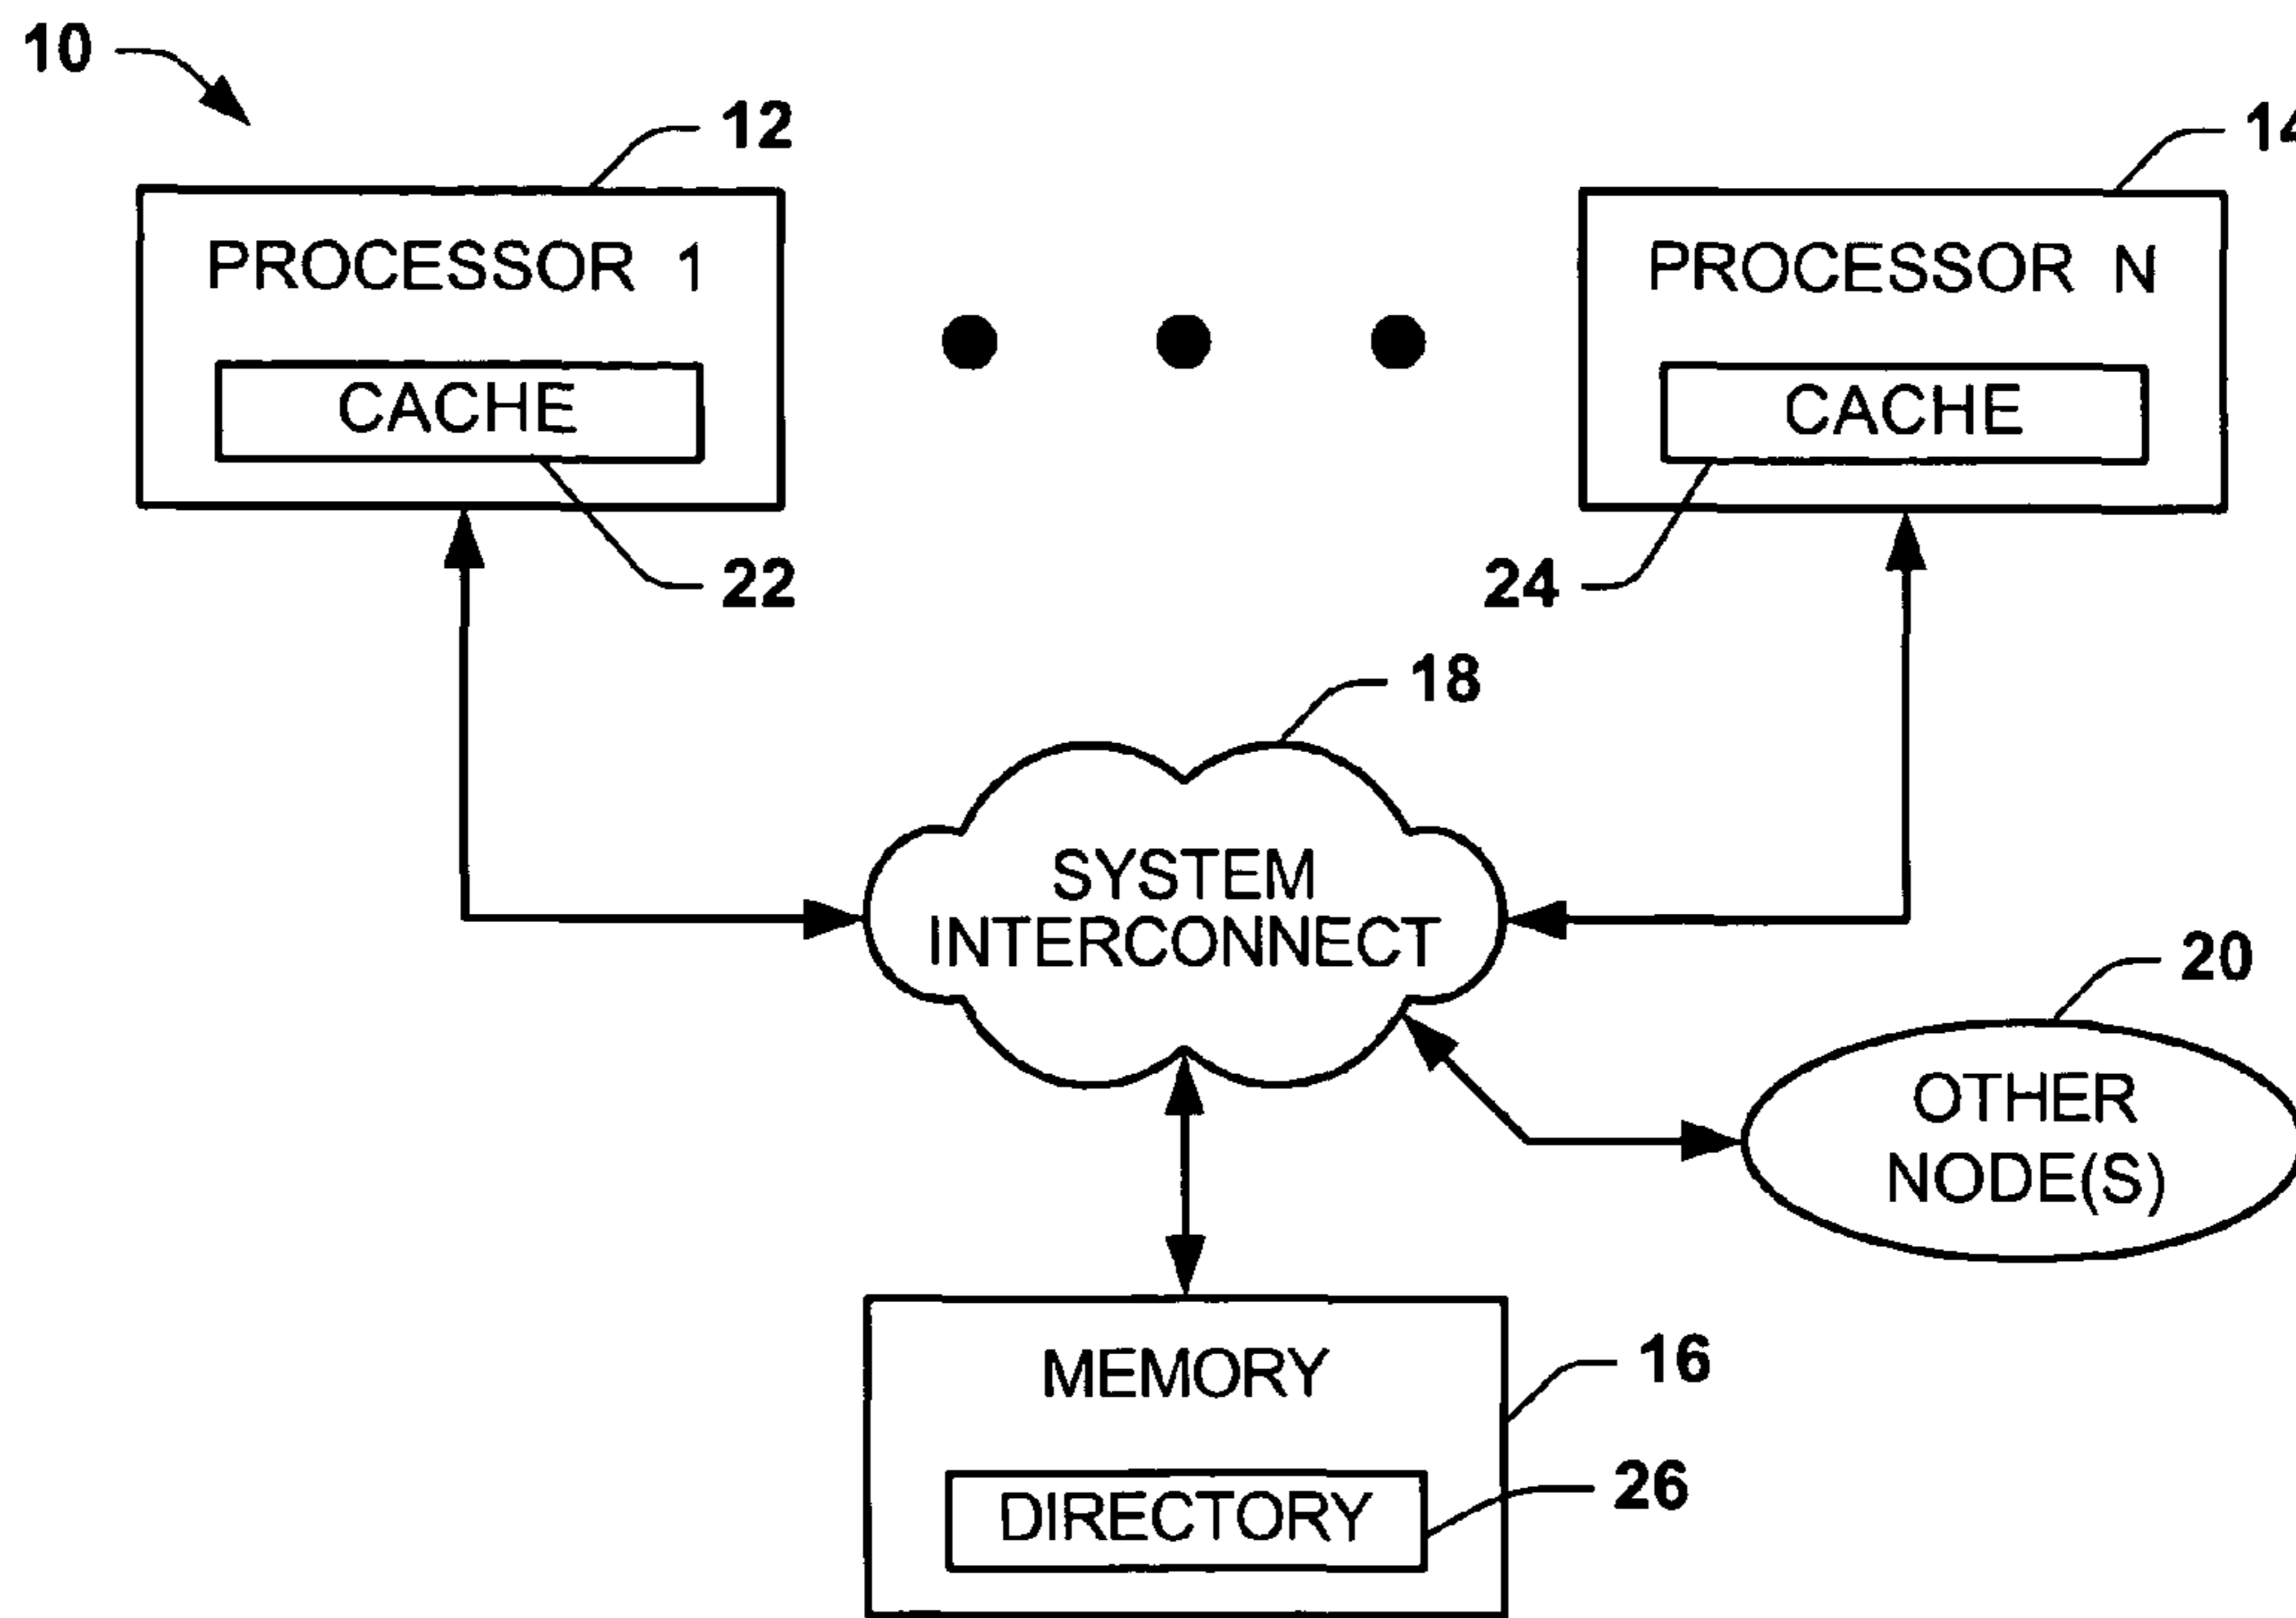 10
12
14
PROCESSOR 1
PROCESSOR N
CACHE
CACHE
22
24
18
SYSTEM
INTERCONNECT
20
OTHER
NODE(S)
MEMORY
16
DIRECTORY
26